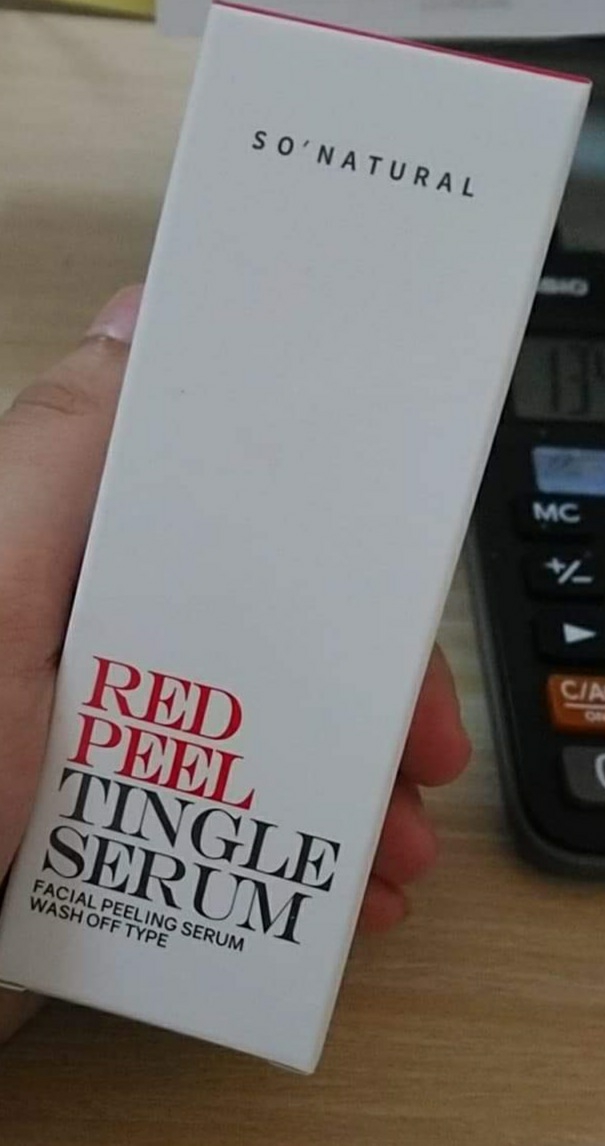 SO'NATURAL
RED
PEEL
TINGLE
SERUM
FACIAL PEELING SERUM
WASH OFF TYPE
MC
+/−
▶
C/A